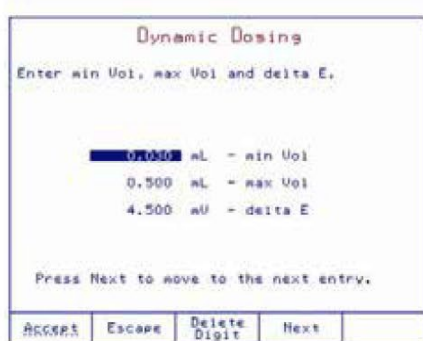 Dynamic Dosing
Enter min Vol, max Vol and delta E.
0.030 mL - min Vol
0.500 mL - max Vol
4.500 mV - delta E
Press Next to move to the next entry.
Accept Escape Delete Digit Next